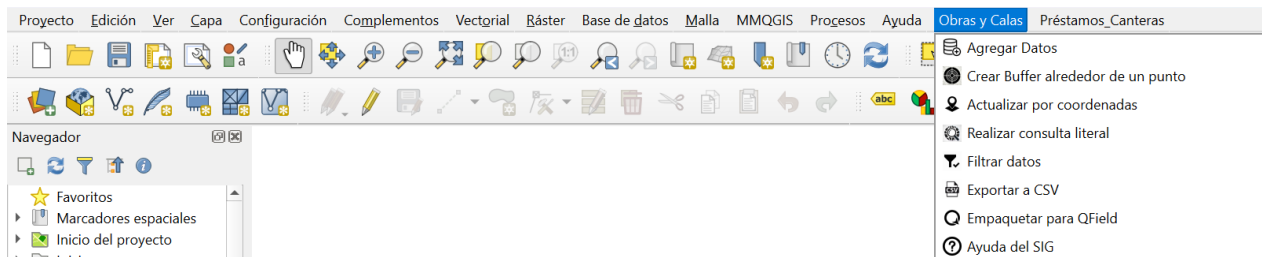 Proyecto Edición Ver Capa Configuración Complementos Vectorial Ráster Base de datos Malla MMQGIS Procesos Ayuda Obras y Calas Préstamos_Canteras
Agregar Datos
Crear Buffer alrededor de un punto
Actualizar por coordenadas
abc
Navegador
Realizar consulta literal
Filtrar datos
Favoritos
Exportar a CSV
Marcadores espaciales
Empaquetar para QField
Inicio del proyecto
Ayuda del SIG